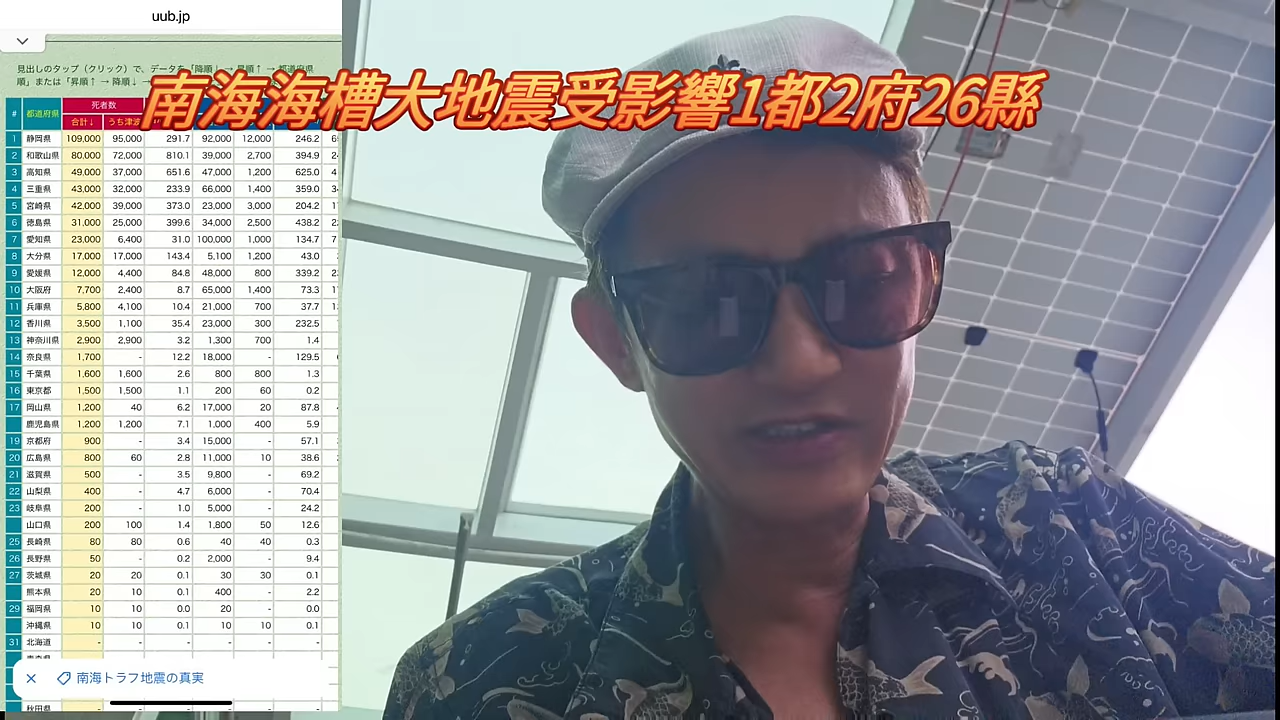 uub.jp
見出しのタップ（クリック）で、データを「降順↓ → 昇順↑ → 都道府県
順」または「昇順↑ → 降順↓ →
南海海槽大地震受影響1都2府26縣
# 都道府県 死者数
合計↓ うち津波
1 静岡県 109,000 95,000 291.7 92,000 12,000 246.2
2 和歌山県 80,000 72,000 810.1 39,000 2,700 394.9
3 高知県 49,000 37,000 651.6 47,000 1,200 625.0
4 三重県 43,000 32,000 233.9 66,000 1,400 359.0
5 宮崎県 42,000 39,000 373.0 23,000 3,000 204.2
6 徳島県 31,000 25,000 399.6 34,000 2,500 438.2
7 愛知県 23,000 6,400 31.0 100,000 1,000 134.7
8 大分県 17,000 17,000 143.4 5,100 1,200 43.0
9 愛媛県 12,000 4,400 84.8 48,000 800 339.2
10 大阪府 7,700 2,400 8.7 65,000 1,400 73.3
11 兵庫県 5,800 4,100 10.4 21,000 700 37.7
12 香川県 3,500 1,100 35.4 23,000 300 232.5
13 神奈川県 2,900 2,900 3.2 1,300 700 1.4
14 奈良県 1,700 - 12.2 18,000 - 129.5
15 千葉県 1,600 1,600 2.6 800 800 1.3
16 東京都 1,500 1,500 1.1 200 60 0.2
17 岡山県 1,200 40 6.2 17,000 20 87.8
鹿児島県 1,200 1,200 7.1 1,000 400 5.9
19 京都府 900 - 3.4 15,000 - 57.1
20 広島県 800 60 2.8 11,000 10 38.6
21 滋賀県 500 - 3.5 9,800 - 69.2
22 山梨県 400 - 4.7 6,000 - 70.4
23 岐阜県 200 - 1.0 5,000 - 24.2
山口県 200 100 1.4 1,800 50 12.6
25 長崎県 80 80 0.6 40 40 0.3
26 長野県 50 - 0.2 2,000 - 9.4
27 茨城県 20 20 0.1 30 30 0.1
熊本県 20 10 0.1 400 - 2.2
29 福岡県 10 10 0.0 20 - 0.0
沖縄県 10 10 0.1 10 10 0.1
31 北海道 - - - - - -
南海トラフ地震の真実
秋田県 - - - - - -